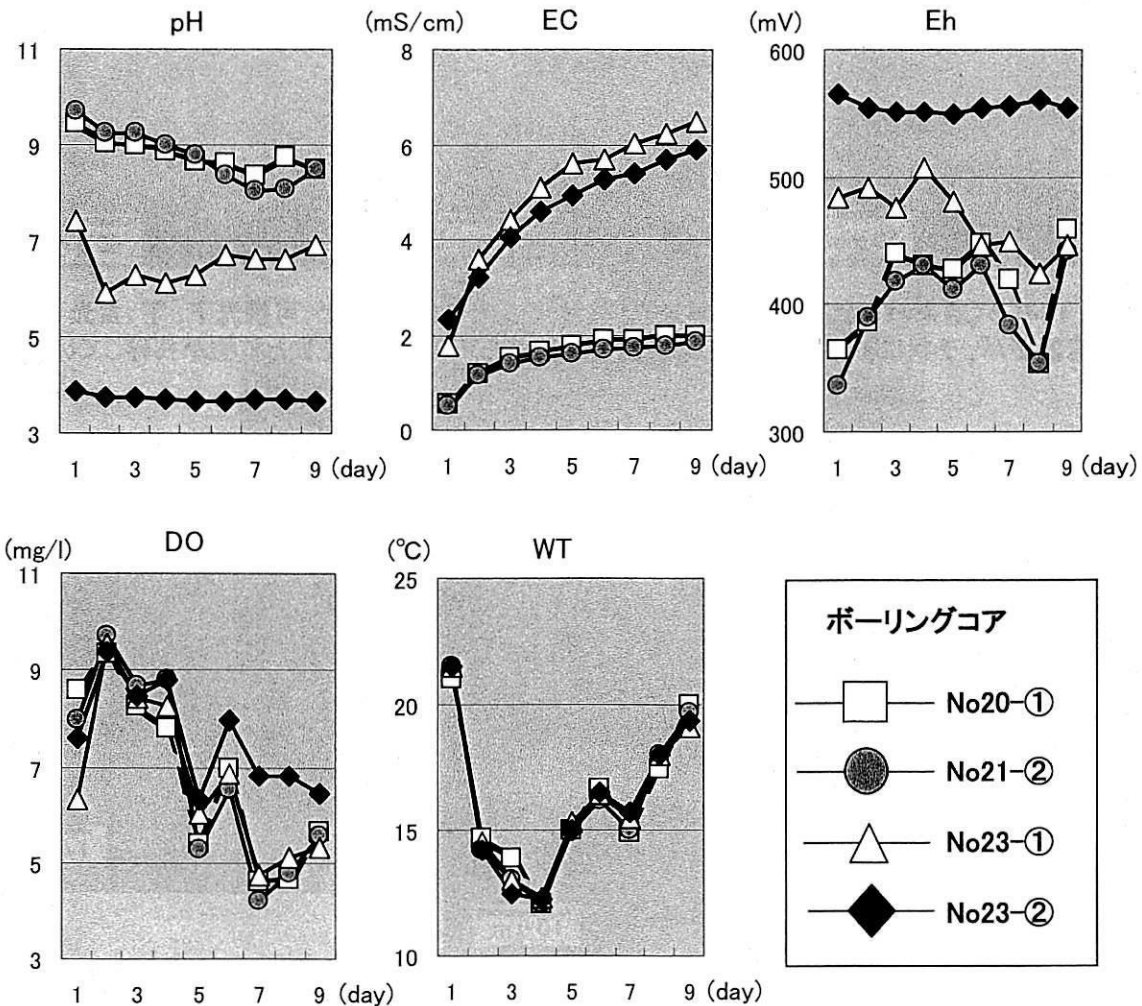 pH
11
9
7
5
3
1 3 5 7 9 (day)
(mS/cm) EC
8
6
4
2
0
1 3 5 7 9 (day)
(mV) Eh
600
500
400
300
1 3 5 7 9 (day)
(mg/l) DO
11
9
7
5
3
1 3 5 7 9 (day)
(℃) WT
25
20
15
10
1 3 5 7 9 (day)
ボーリングコア
No20-①
No21-②
No23-①
No23-②